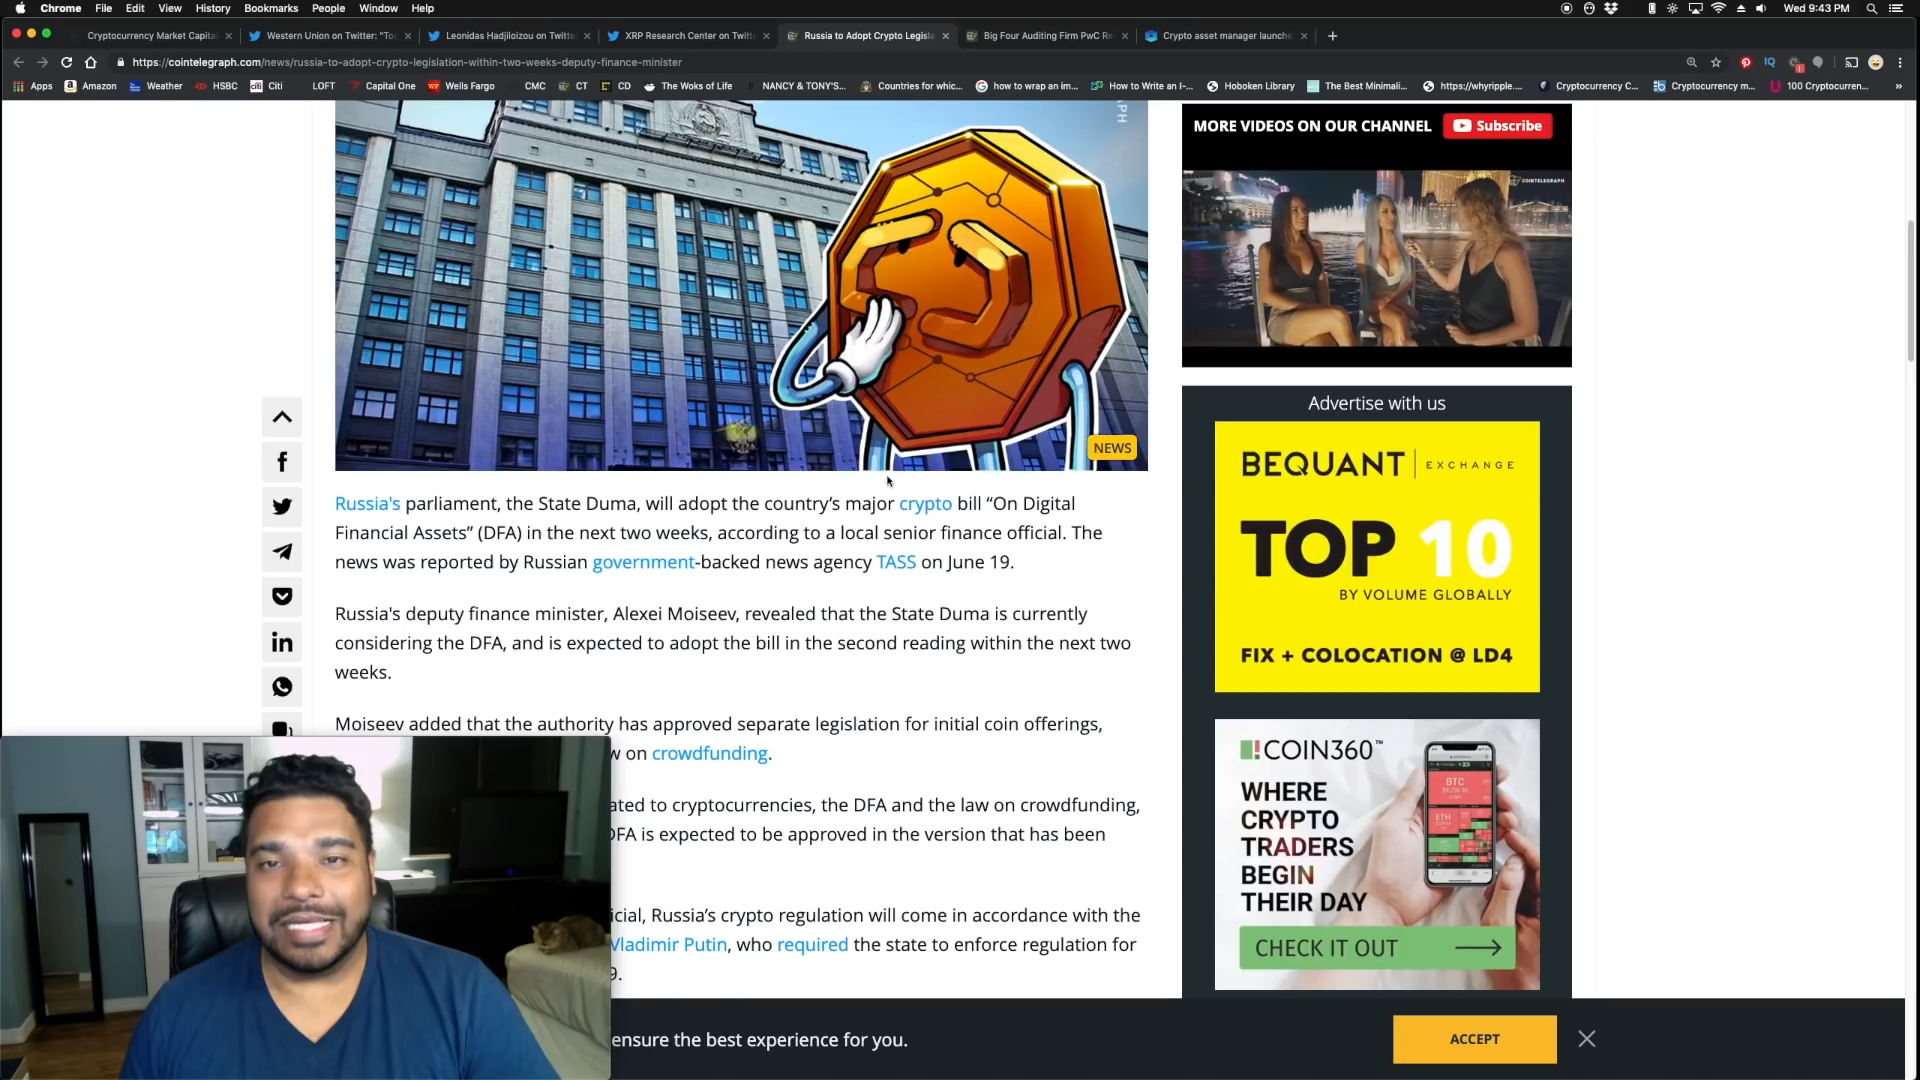 Chrome File Edit View History Bookmarks People Window Help
Wed 9:43 PM
Cryptocurrency Market Capital
Western Union on Twitter: "To
Leonidas Hadjiloizou on Twitte
XRP Research Center on Twitt
Russia to Adopt Crypto Legisla
Big Four Auditing Firm PwC Re
Crypto asset manager launche
https://cointelegraph.com/news/russia-to-adopt-crypto-legislation-within-two-weeks-deputy-finance-minister
Apps Amazon Weather HSBC Citi LOFT Capital One Wells Fargo CMC CT CD The Woks of Life NANCY & TONY'S... Countries for whic... how to wrap an im... How to Write an I-... Hoboken Library The Best Minimali... https://whyripple.... Cryptocurrency C... Cryptocurrency m... 100 Cryptocurren... »
NEWS
Russia's parliament, the State Duma, will adopt the country's major crypto bill “On Digital
Financial Assets” (DFA) in the next two weeks, according to a local senior finance official. The
news was reported by Russian government-backed news agency TASS on June 19.
Russia's deputy finance minister, Alexei Moiseev, revealed that the State Duma is currently
considering the DFA, and is expected to adopt the bill in the second reading within the next two
weeks.
Moiseev added that the authority has approved separate legislation for initial coin offerings,
w on crowdfunding.
ated to cryptocurrencies, the DFA and the law on crowdfunding,
DFA is expected to be approved in the version that has been
icial, Russia's crypto regulation will come in accordance with the
Vladimir Putin, who required the state to enforce regulation for
9.
ensure the best experience for you.
ACCEPT
MORE VIDEOS ON OUR CHANNEL
Subscribe
COINTELEGRAPH
Advertise with us
BEQUANT | EXCHANGE
TOP 10
BY VOLUME GLOBALLY
FIX + COLOCATION @ LD4
COIN360™
WHERE
CRYPTO
TRADERS
BEGIN
THEIR DAY
BTC
ETH
CHECK IT OUT